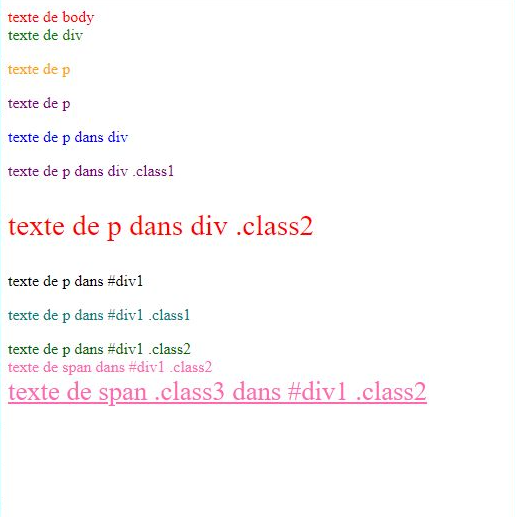 texte de body
texte de div
texte de p
texte de p
texte de p dans div
texte de p dans div .class1
texte de p dans div .class2
texte de p dans #div1
texte de p dans #div1 .class1
texte de p dans #div1 .class2
texte de span dans #div1 .class2
texte de span .class3 dans #div1 .class2